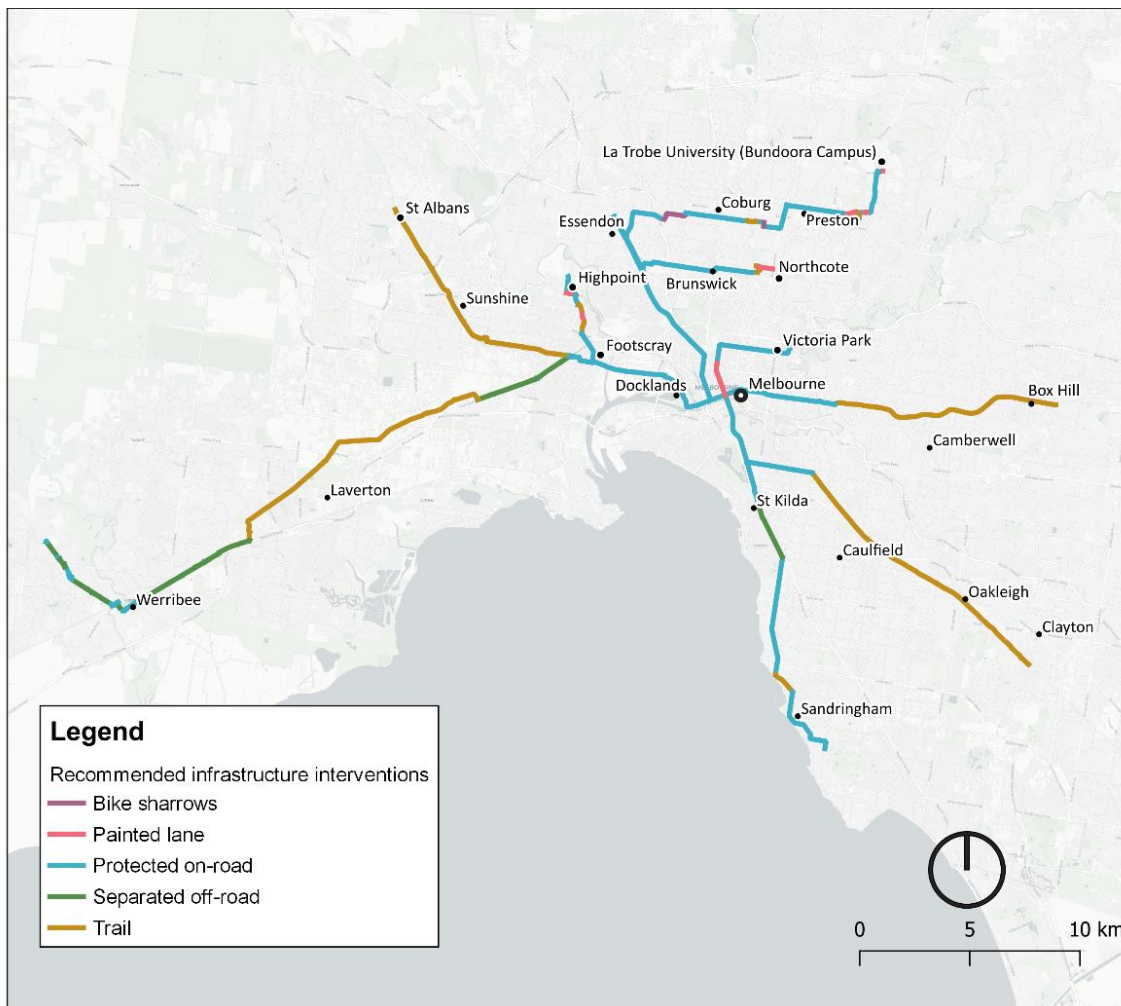 La Trobe University (Bundoora Campus)
St Albans
Coburg
Essendon
Preston
Highpoint
Brunswick
Northcote
Sunshine
Footscray
Victoria Park
Docklands
MELBOURNE
Melbourne
Box Hill
Camberwell
Laverton
St Kilda
Caulfield
Oakleigh
Werribee
Clayton
Sandringham
Legend
Recommended infrastructure interventions
Bike sharrows
Painted lane
Protected on-road
Separated off-road
Trail
0 5 10 km